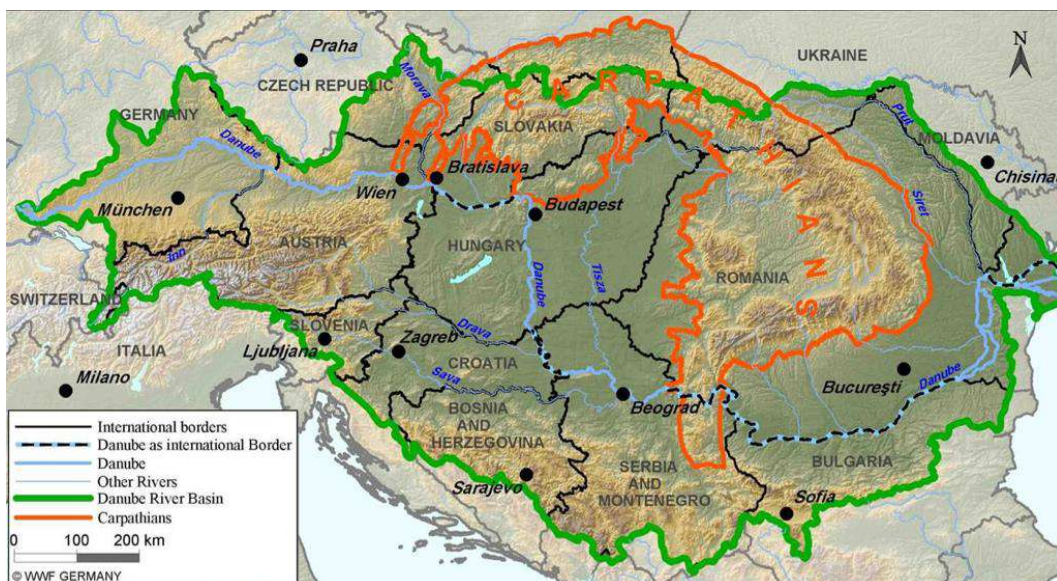 Praha
UKRAINE
N
CZECH REPUBLIC
Morava
CARPATHIANS
GERMANY
SLOVAKIA
Prut
MOLDAVIA
Danube
Wien
Bratislava
Chisinau
München
Siret
Budapest
AUSTRIA
HUNGARY
Inn
Danube
Tisza
ROMANIA
SWITZERLAND
SLOVENIA
Drava
ITALIA
Ljubljana
Zagreb
CROATIA
Milano
Sava
Beograd
Bucureşti
Danube
BOSNIA
AND
HERZEGOVINA
BULGARIA
SERBIA
AND
MONTENEGRO
Sarajevo
Sofia
International borders
Danube as international Border
Danube
Other Rivers
Danube River Basin
Carpathians
0 100 200 km
© WWF GERMANY